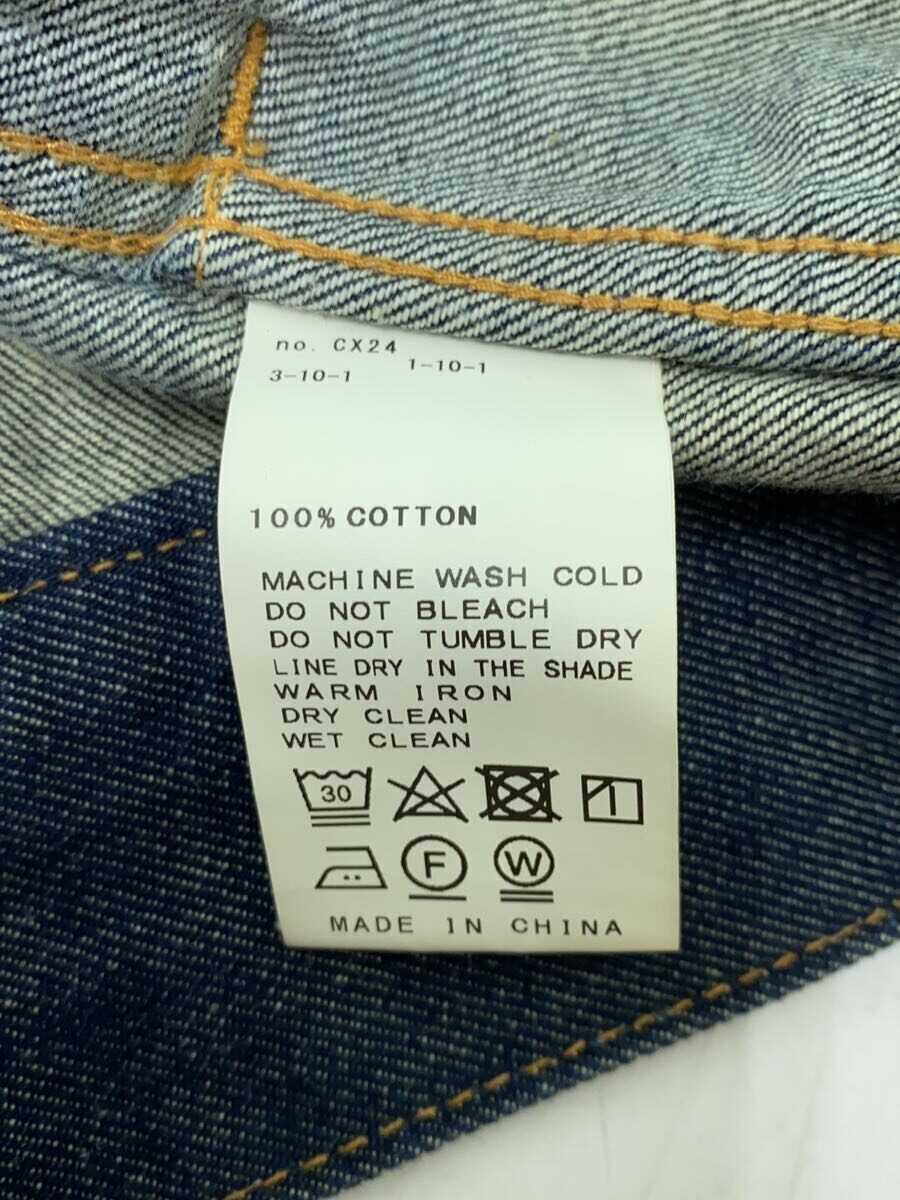 no. CX24
3-10-1 1-10-1
100% COTTON
MACHINE WASH COLD
DO NOT BLEACH
DO NOT TUMBLE DRY
LINE DRY IN THE SHADE
WARM IRON
DRY CLEAN
WET CLEAN
30
F W
MADE IN CHINA